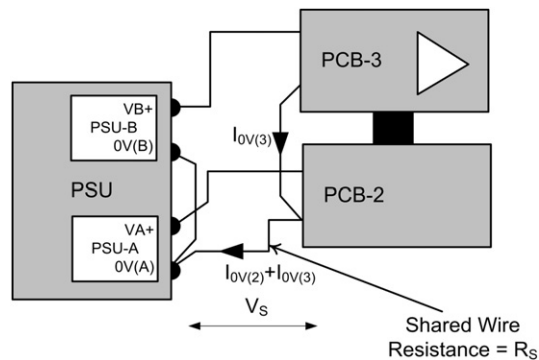 PCB-3
VB+
PSU-B
0V(B)
I0V(3)
PSU
PCB-2
VA+
PSU-A
0V(A)
I0V(2)+I0V(3)
VS
Shared Wire
Resistance = RS